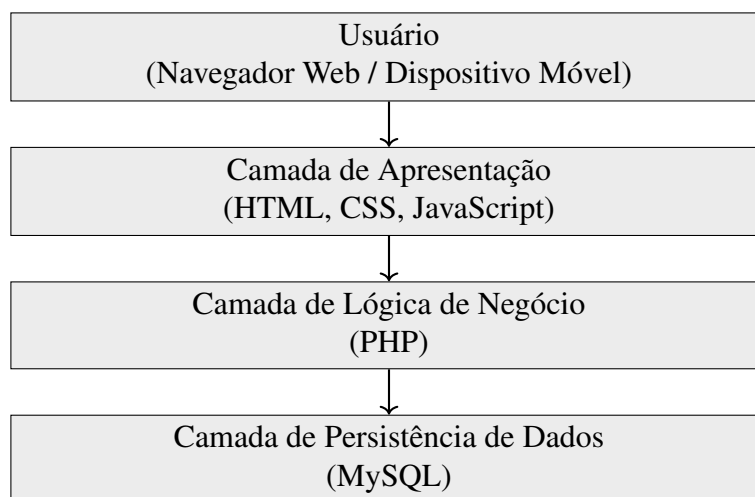 Usuário
(Navegador Web / Dispositivo Móvel)
Camada de Apresentação
(HTML, CSS, JavaScript)
Camada de Lógica de Negócio
(PHP)
Camada de Persistência de Dados
(MySQL)